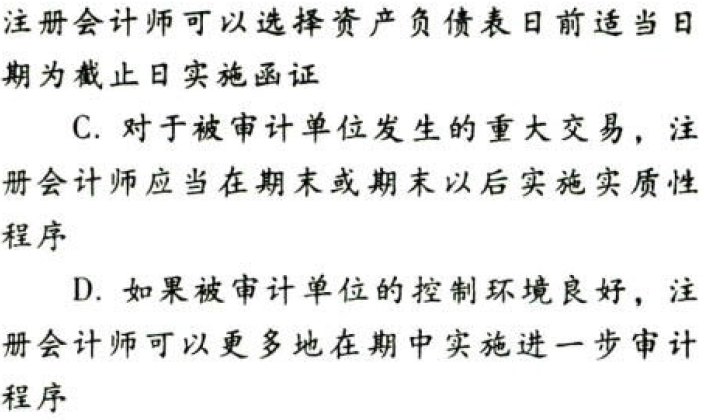 注册会计师可以选择资产负债表日前适当日
期为截止日实施函证
C. 对于被审计单位发生的重大交易，注
册会计师应当在期末或期末以后实施实质性
程序
D. 如果被审计单位的控制环境良好，注
册会计师可以更多地在期中实施进一步审计
程序